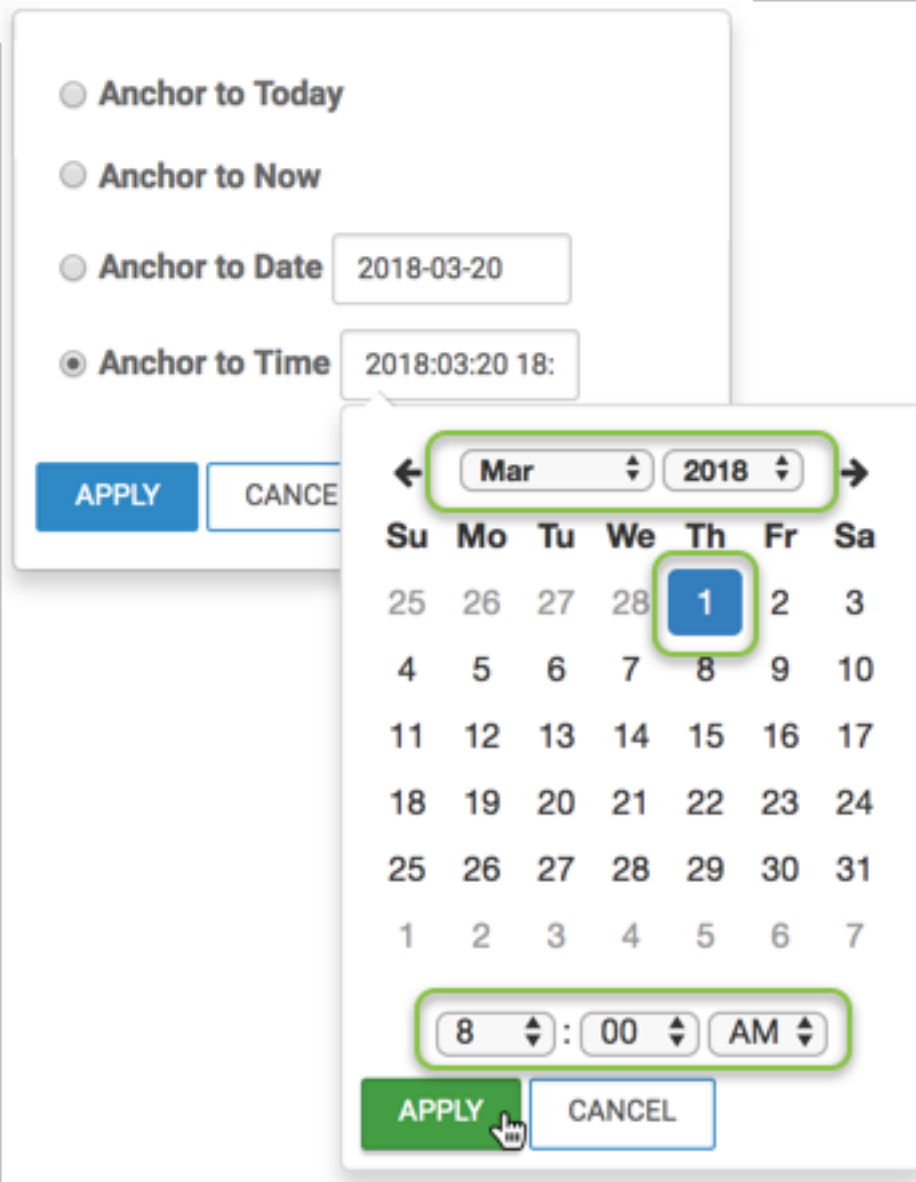 Anchor to Today
Anchor to Now
Anchor to Date 2018-03-20
Anchor to Time 2018:03:20 18:
APPLY CANCE
Mar 2018
Su Mo Tu We Th Fr Sa
25 26 27 28 1 2 3
4 5 6 7 8 9 10
11 12 13 14 15 16 17
18 19 20 21 22 23 24
25 26 27 28 29 30 31
1 2 3 4 5 6 7
8 : 00 AM
APPLY CANCEL